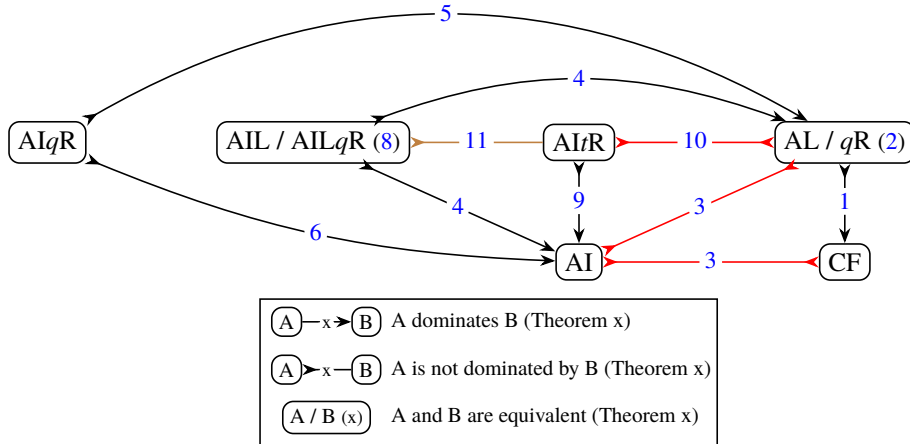 5
4
AIqR
AIL / AILqR (8)
11
AItR
10
AL / qR (2)
6
4
9
3
1
AI
3
CF
A x B A dominates B (Theorem x)
A x B A is not dominated by B (Theorem x)
A / B (x) A and B are equivalent (Theorem x)